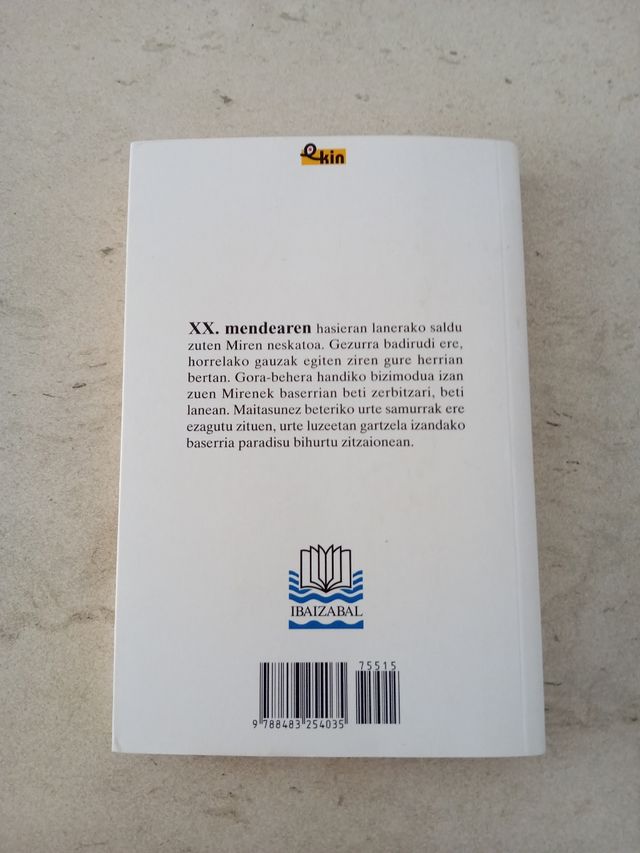 ekin
XX. mendearen hasieran lanerako saldu
zuten Miren neskatoa. Gezurra badirudi ere,
horrelako gauzak egiten ziren gure herrian
bertan. Gora-behera handiko bizimodua izan
zuen Mirenek baserrian beti zerbitzari, beti
lanean. Maitasunez beteriko urte samurrak ere
ezagutu zituen, urte luzeetan gartzela izandako
baserria paradisu bihurtu zitzaionean.
IBAIZABAL
75515
9 788483 254035